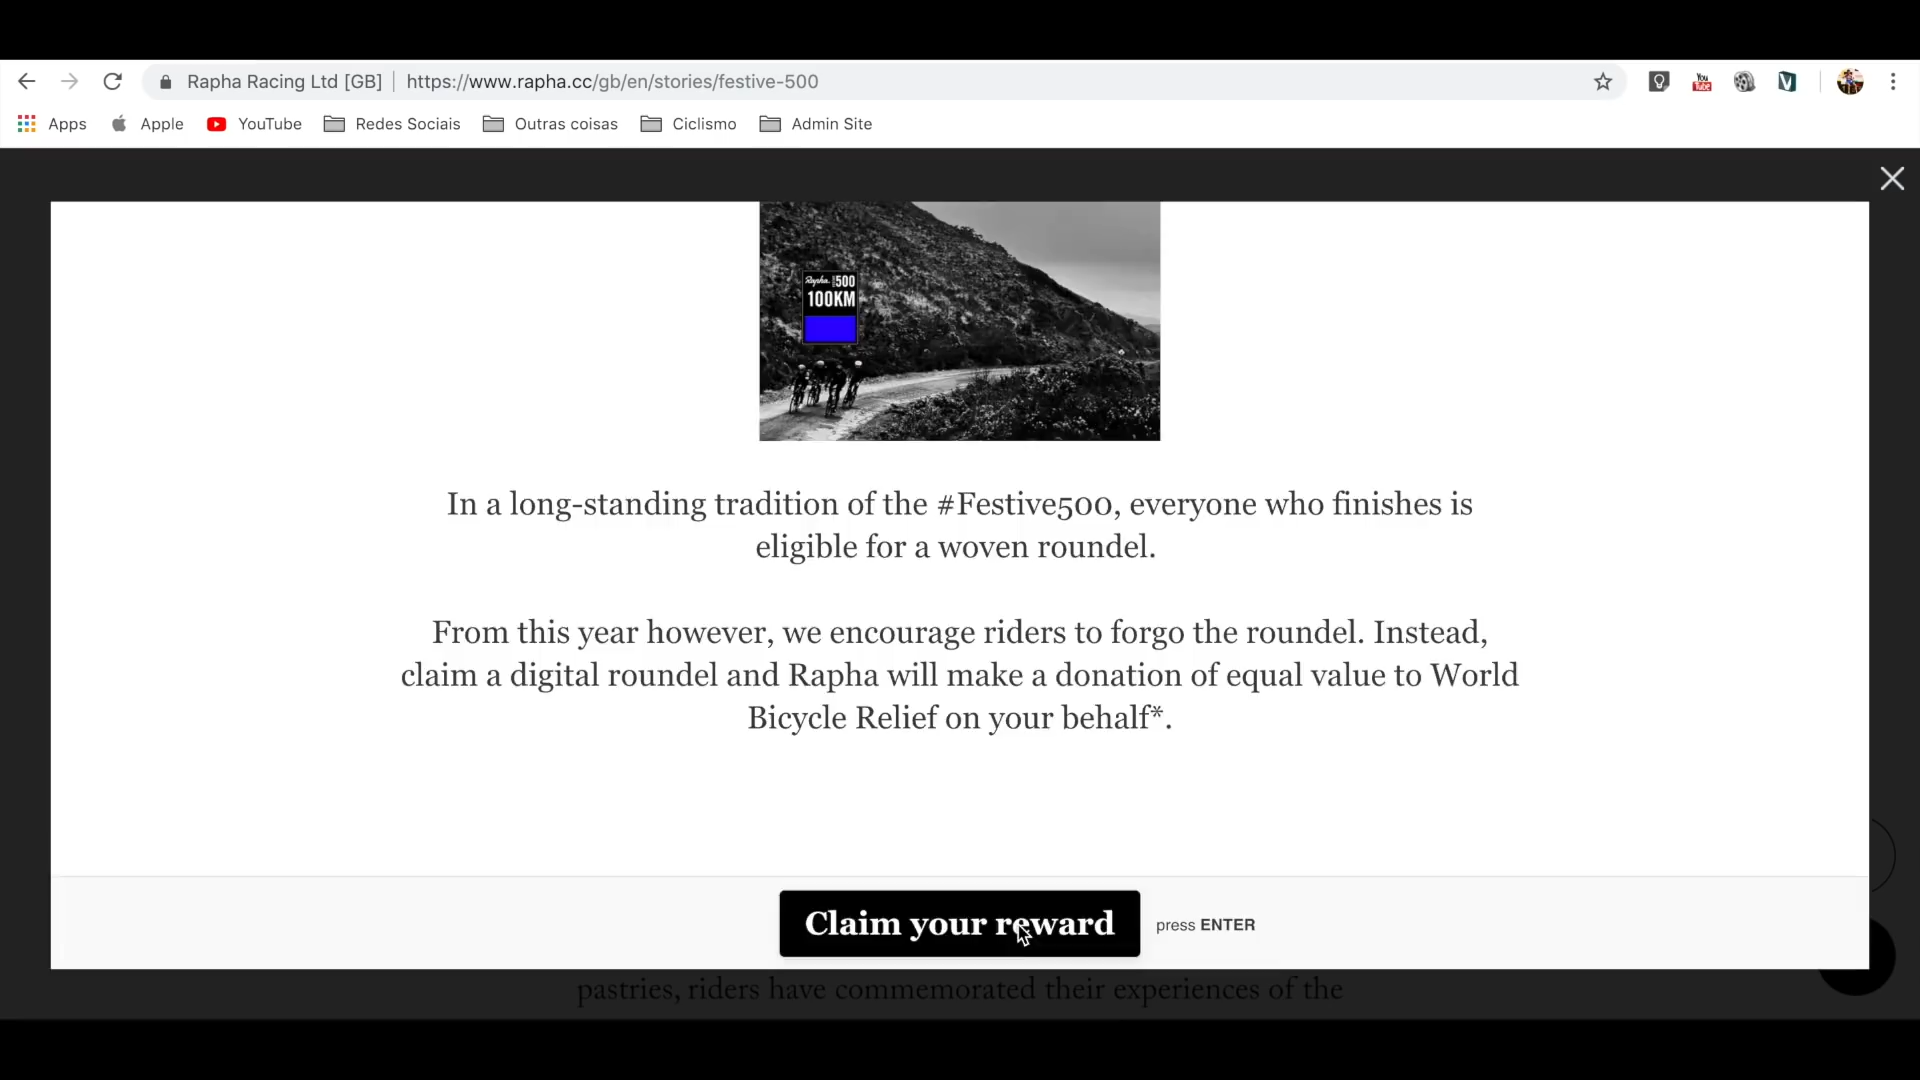 Rapha Racing Ltd [GB] https://www.rapha.cc/gb/en/stories/festive-500
You Tube
Apps Apple YouTube Redes Sociais Outras coisas Ciclismo Admin Site
Rapha. 500
100KM
In a long-standing tradition of the #Festive500, everyone who finishes is
eligible for a woven roundel.
From this year however, we encourage riders to forgo the roundel. Instead,
claim a digital roundel and Rapha will make a donation of equal value to World
Bicycle Relief on your behalf*.
Claim your reward press ENTER
pastries, riders have commemorated their experiences of the